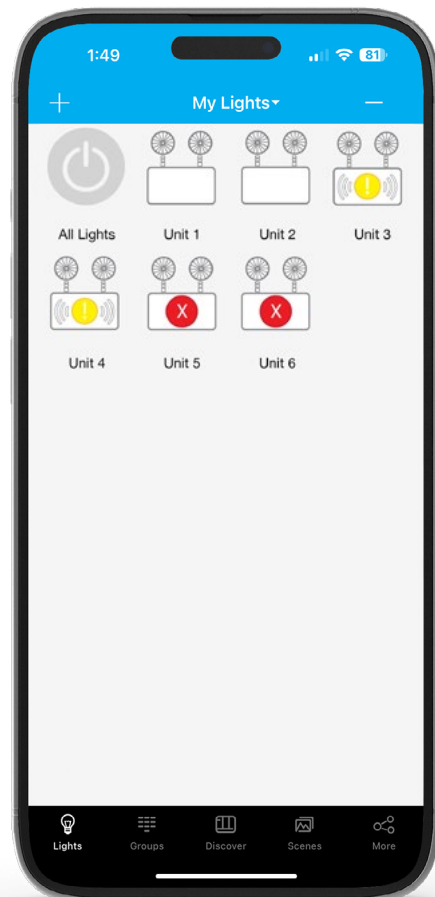 1:49
81
My Lights
All Lights
Unit 1
Unit 2
!
Unit 3
!
Unit 4
X
Unit 5
X
Unit 6
Lights
Groups
Discover
Scenes
More